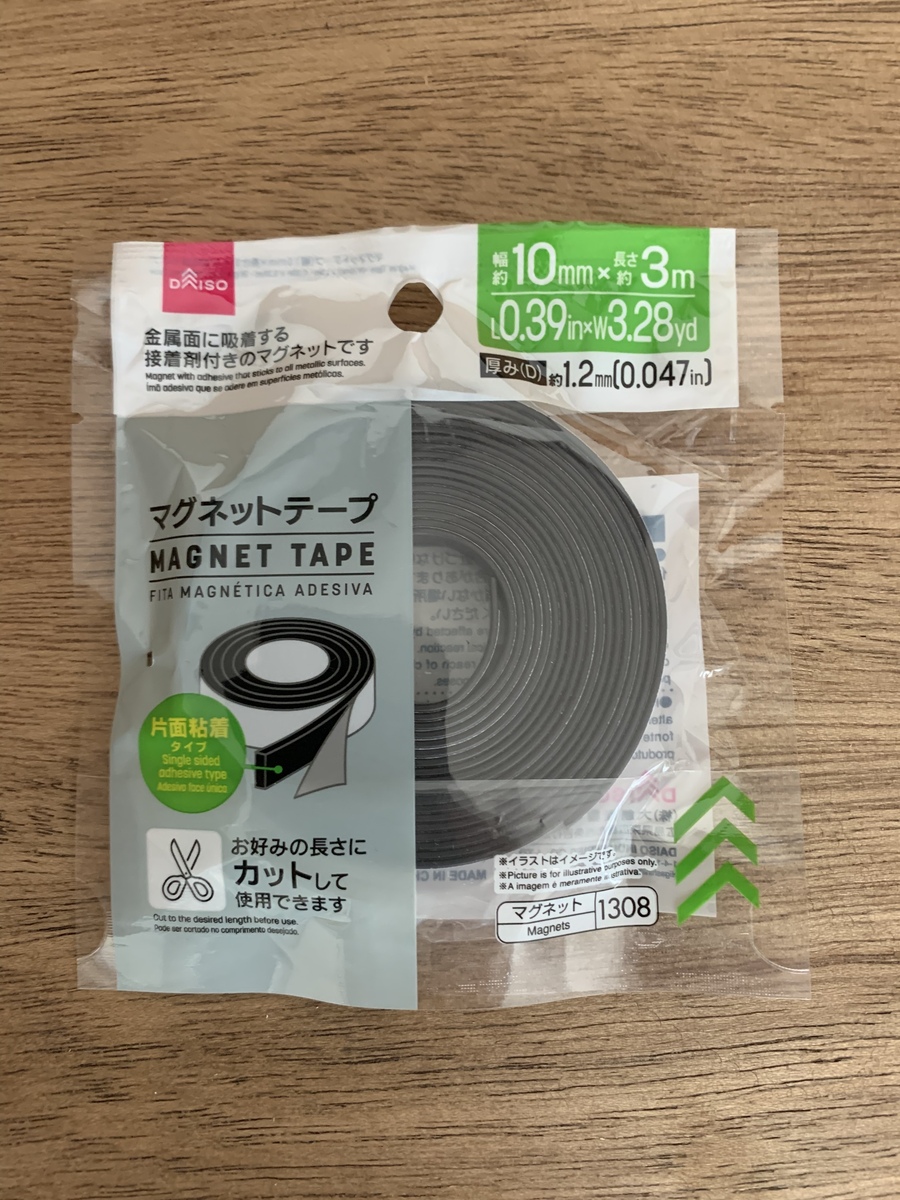 DAISO
金属面に吸着する
接着剤付きのマグネットです
Magnet with adhesive that sticks to all metallic surfaces.
Imã adesivo que se adere em superfícies metálicas.
幅約10mm×長さ約3m
L0.39in×W3.28yd
厚み(D) 約1.2mm(0.047in)
マグネットテープ
MAGNET TAPE
FITA MAGNÉTICA ADESIVA
片面粘着
タイプ
Single sided
adhesive type
Adesivo face única
お好みの長さに
カットして
使用できます
Cut to the desired length before use.
Pode ser cortado no comprimento desejado.
※イラストはイメージです。
※Picture is for illustrative purposes only.
※A imagem é meramente ilustrativa.
マグネット
Magnets
1308